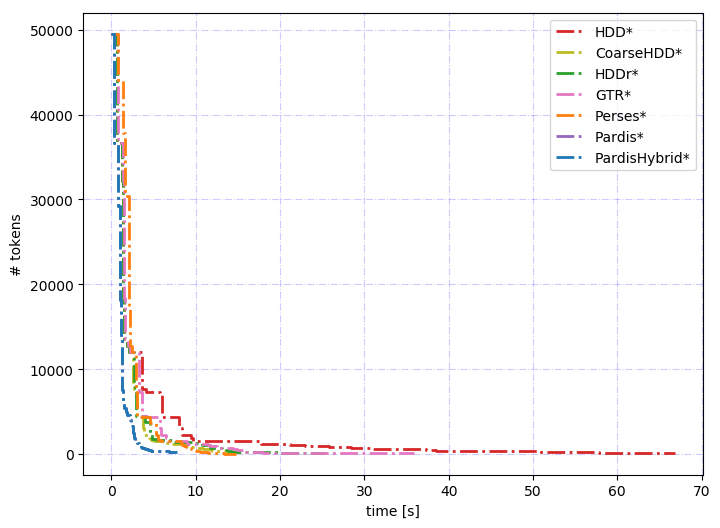 HDD*
CoarseHDD*
HDDr*
GTR*
Perses*
Pardis*
PardisHybrid*
# tokens
50000
40000
30000
20000
10000
0
0 10 20 30 40 50 60 70
time [s]